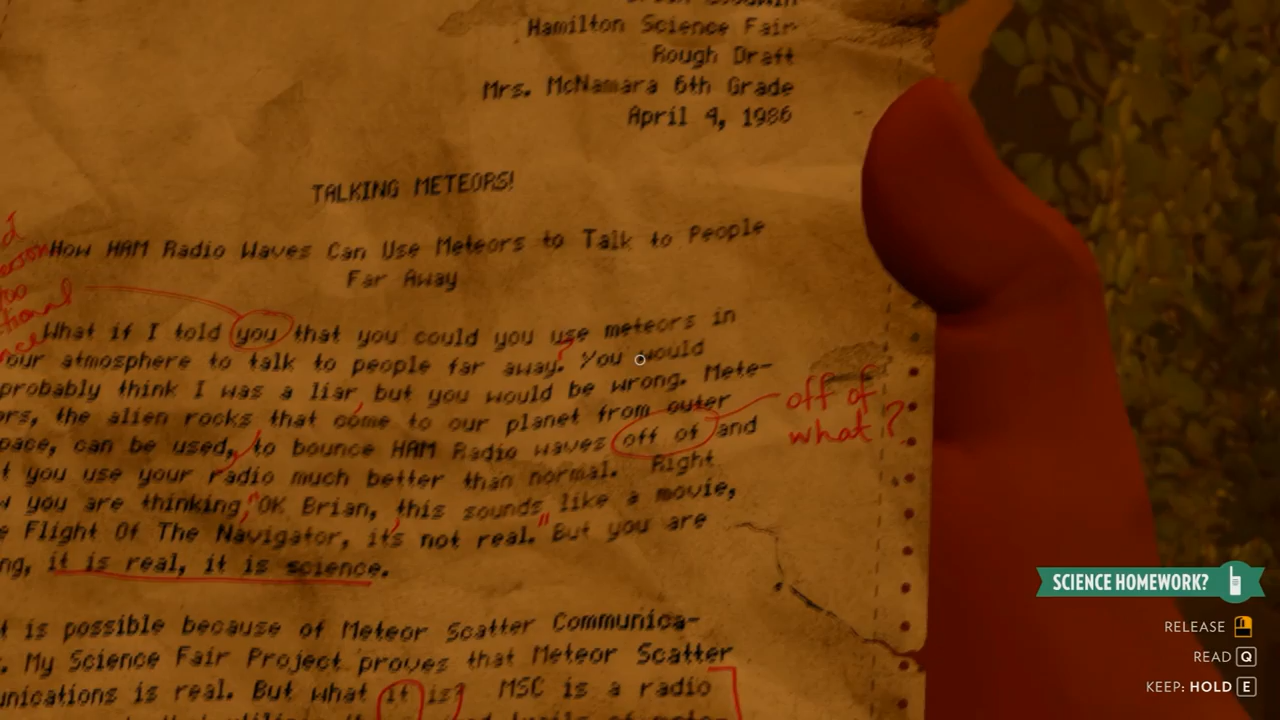 Hamilton Science Fair
Rough Draft
Mrs. McNamara 6th Grade
April 4, 1986
TALKING METEORS!
How HAM Radio Waves Can Use Meteors to Talk to People
Far Away
What if I told you that you could you use meteors in
our atmosphere to talk to people far away? You would
probably think I was a liar, but you would be wrong. Mete-
ors, the alien rocks that come to our planet from outer
pace, can be used, to bounce HAM Radio waves off of and
off of
what?
t you use your radio much better than normal. Right
w you are thinking, "OK Brian, this sounds like a movie,
e Flight Of The Navigator, it's not real." But you are
ng, it is real, it is science.
t is possible because of Meteor Scatter Communica-
. My Science Fair Project proves that Meteor Scatter
unications is real. But what it is? MSC is a radio
SCIENCE HOMEWORK?
RELEASE
READ Q
KEEP: HOLD E